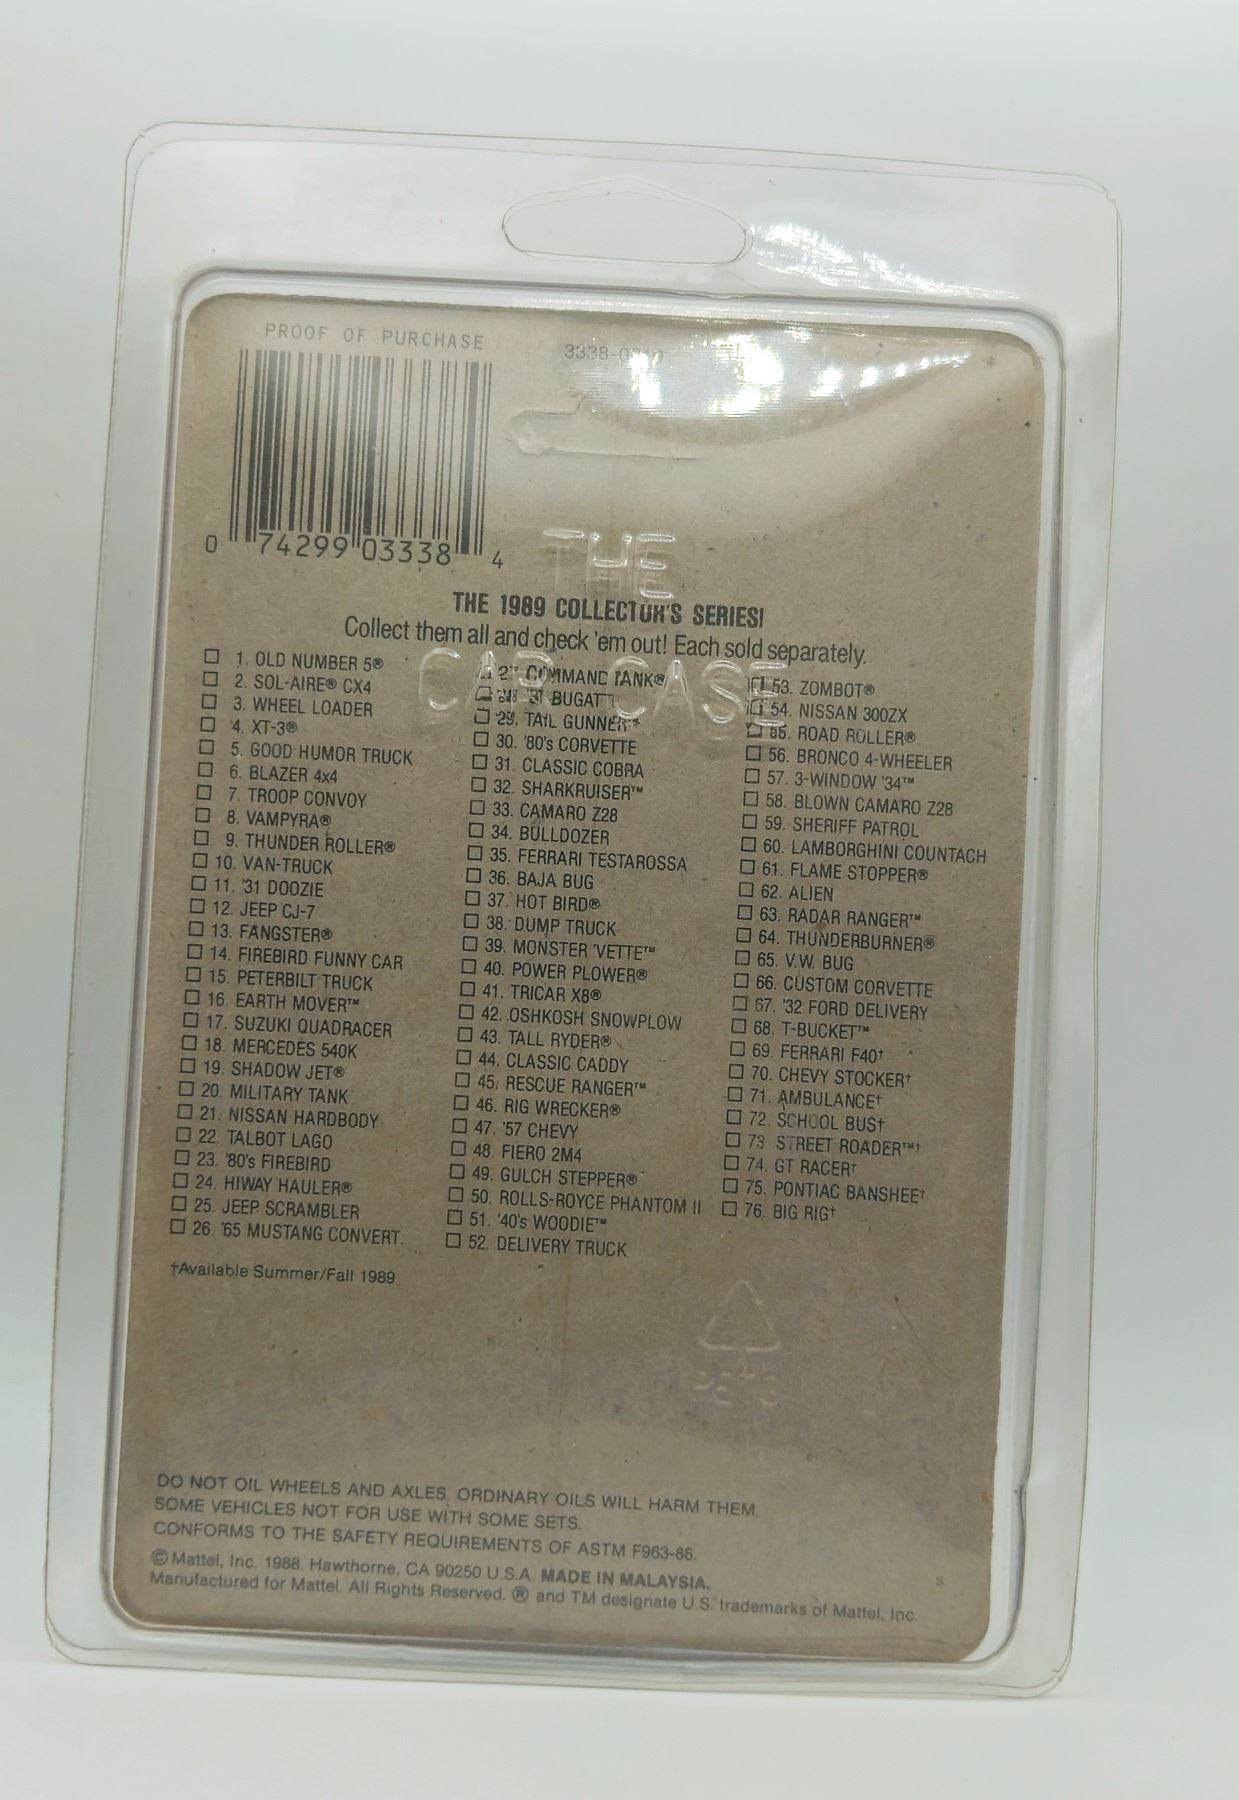 PROOF OF PURCHASE
0 74299 03338 4
THE
CAR CASE
THE 1989 COLLECTOR'S SERIES!
Collect them all and check 'em out! Each sold separately.
1. OLD NUMBER 5®
2. SOL-AIRE® CX4
3. WHEEL LOADER
4. XT-3®
5. GOOD HUMOR TRUCK
6. BLAZER 4x4
7. TROOP CONVOY
8. VAMPYRA®
9. THUNDER ROLLER®
10. VAN-TRUCK
11. '31 DOOZIE
12. JEEP CJ-7
13. FANGSTER®
14. FIREBIRD FUNNY CAR
15. PETERBILT TRUCK
16. EARTH MOVER™
17. SUZUKI QUADRACER
18. MERCEDES 540K
19. SHADOW JET®
20. MILITARY TANK
21. NISSAN HARDBODY
22. TALBOT LAGO
23. '80's FIREBIRD
24. HIWAY HAULER®
25. JEEP SCRAMBLER
26. '65 MUSTANG CONVERT.
27. COMMAND TANK®
28. '31 BUGATTI
29. TAIL GUNNER™
30. '80's CORVETTE
31. CLASSIC COBRA
32. SHARKRUISER™
33. CAMARO Z28
34. BULLDOZER
35. FERRARI TESTAROSSA
36. BAJA BUG
37. HOT BIRD®
38. DUMP TRUCK
39. MONSTER 'VETTE™
40. POWER PLOWER®
41. TRICAR X8®
42. OSHKOSH SNOWPLOW
43. TALL RYDER®
44. CLASSIC CADDY
45. RESCUE RANGER™
46. RIG WRECKER®
47. '57 CHEVY
48. FIERO 2M4
49. GULCH STEPPER®
50. ROLLS-ROYCE PHANTOM II
51. '40's WOODIE™
52. DELIVERY TRUCK
53. ZOMBOT®
54. NISSAN 300ZX
55. ROAD ROLLER®
56. BRONCO 4-WHEELER
57. 3-WINDOW '34™
58. BLOWN CAMARO Z28
59. SHERIFF PATROL
60. LAMBORGHINI COUNTACH
61. FLAME STOPPER®
62. ALIEN
63. RADAR RANGER™
64. THUNDERBURNER®
65. V.W. BUG
66. CUSTOM CORVETTE
67. '32 FORD DELIVERY
68. T-BUCKET™
69. FERRARI F40†
70. CHEVY STOCKER†
71. AMBULANCE†
72. SCHOOL BUS†
73. STREET ROADER™†
74. GT RACER†
75. PONTIAC BANSHEE†
76. BIG RIG†
†Available Summer/Fall 1989
DO NOT OIL WHEELS AND AXLES. ORDINARY OILS WILL HARM THEM.
SOME VEHICLES NOT FOR USE WITH SOME SETS.
CONFORMS TO THE SAFETY REQUIREMENTS OF ASTM F963-86.
© Mattel, Inc. 1988. Hawthorne, CA 90250 U.S.A. MADE IN MALAYSIA.
Manufactured for Mattel. All Rights Reserved. ® and TM designate U.S. trademarks of Mattel, Inc.
S